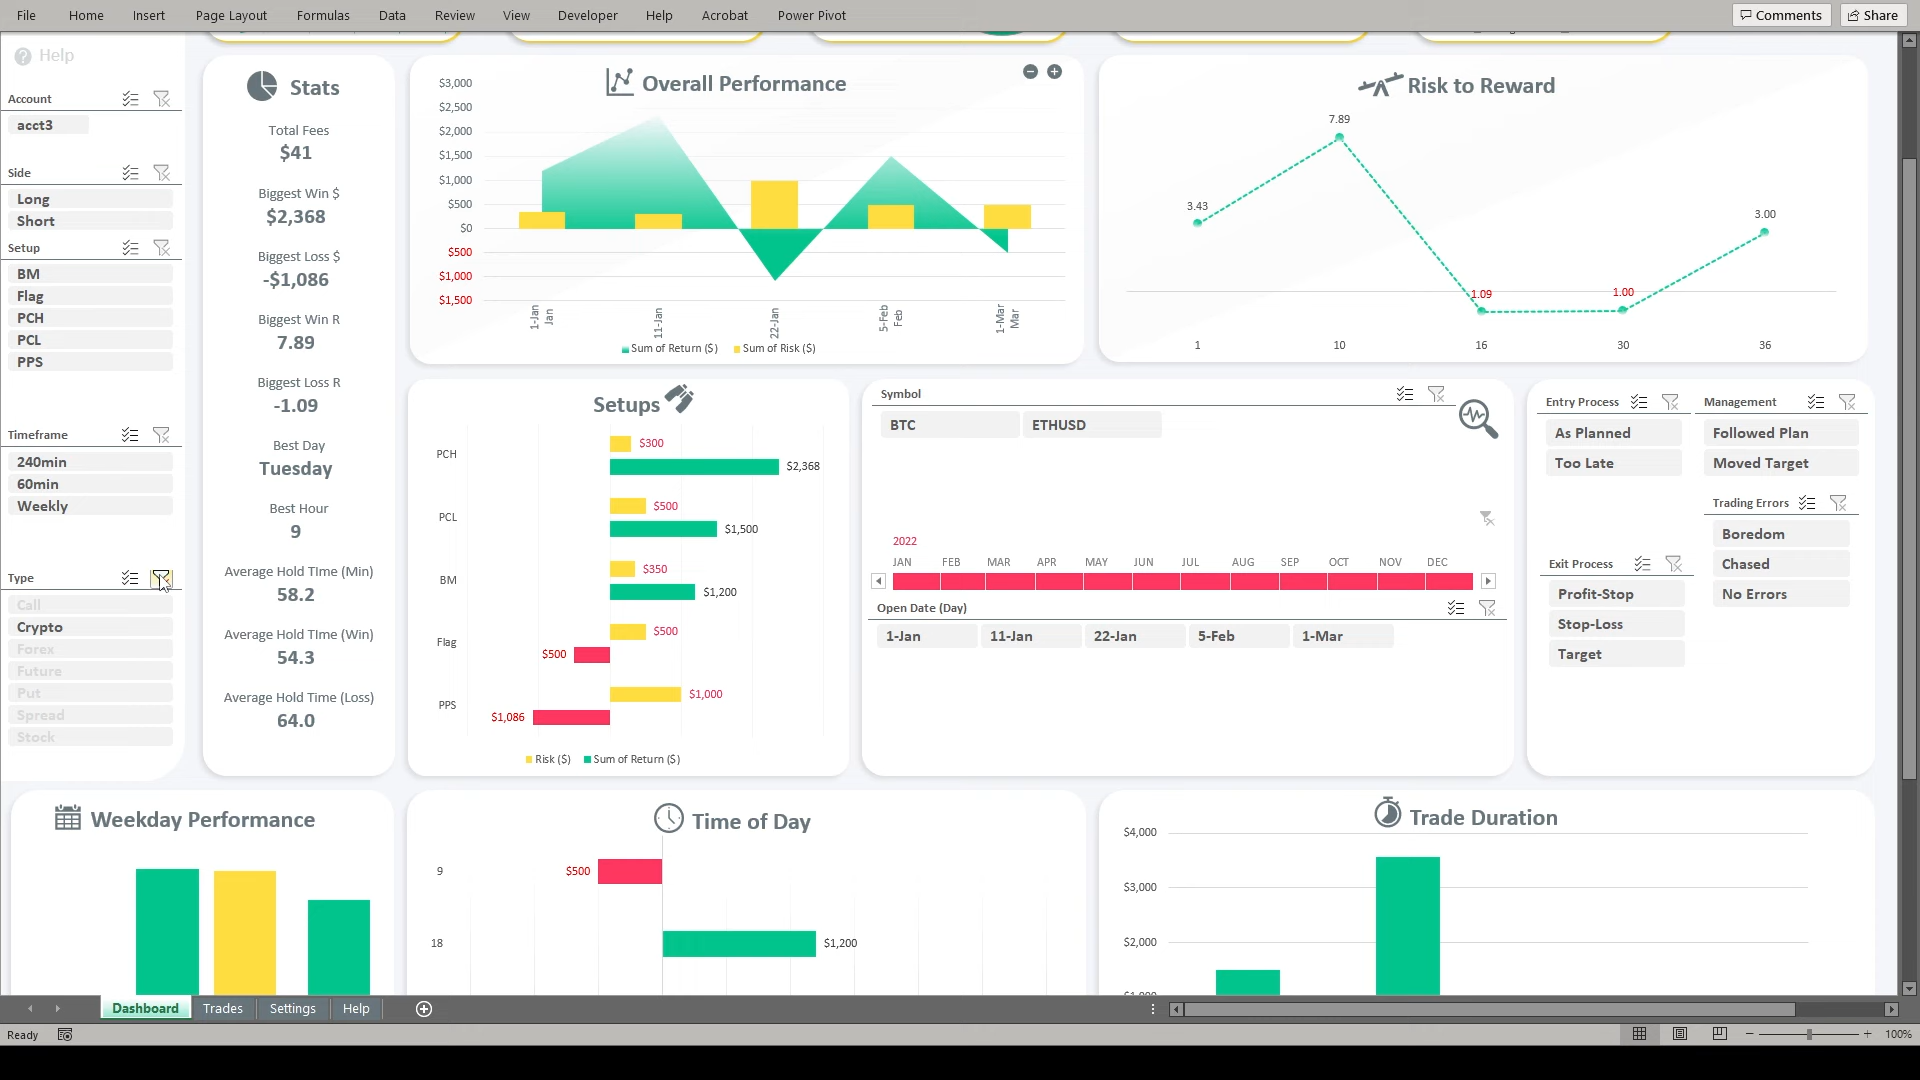 File Home Insert Page Layout Formulas Data Review View Developer Help Acrobat Power Pivot Comments Share
Help
Account
acct3
Side
Long
Short
Setup
BM
Flag
PCH
PCL
PPS
Timeframe
240min
60min
Weekly
Type
Call
Crypto
Forex
Future
Put
Spread
Stock
Stats
Total Fees
$41
Biggest Win $
$2,368
Biggest Loss $
-$1,086
Biggest Win R
7.89
Biggest Loss R
-1.09
Best Day
Tuesday
Best Hour
9
Average Hold TIme (Min)
58.2
Average Hold TIme (Win)
54.3
Average Hold Time (Loss)
64.0
Overall Performance
$3,000
$2,500
$2,000
$1,500
$1,000
$500
$0
$500
$1,000
$1,500
1-Jan 11-Jan 22-Jan 5-Feb 1-Mar
Jan Feb Mar
Sum of Return ($) Sum of Risk ($)
Risk to Reward
3.43 7.89 1.09 1.00 3.00
1 10 16 30 36
Setups
PCH $300
$2,368
PCL $500
$1,500
BM $350
$1,200
Flag $500
$500
PPS $1,000
$1,086
Risk ($) Sum of Return ($)
Symbol
BTC ETHUSD
2022
JAN FEB MAR APR MAY JUN JUL AUG SEP OCT NOV DEC
Open Date (Day)
1-Jan 11-Jan 22-Jan 5-Feb 1-Mar
Entry Process
As Planned
Too Late
Management
Followed Plan
Moved Target
Trading Errors
Boredom
Chased
No Errors
Exit Process
Profit-Stop
Stop-Loss
Target
Weekday Performance
Time of Day
9 $500
18 $1,200
Trade Duration
$4,000
$3,000
$2,000
Dashboard Trades Settings Help
Ready 100%